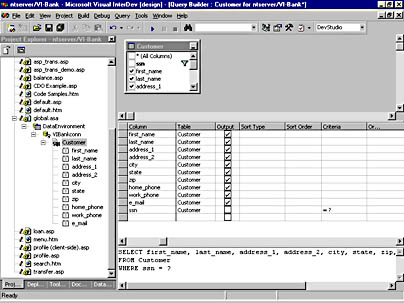 ntserver/VI-Bank - Microsoft Visual InterDev [design] - [Query Builder : Customer for ntserver/VI-Bank*]
File Edit View Project Build Debug Query Tools Window Help
DevStudio
Project Explorer - ntserver/VI-Bank
asp_trans.asp
asp_trans_demo.asp
balance.asp
CDO Example.asp
Code Samples.htm
default.asp
default.htm
global.asa
DataEnvironment
VIBankconn
Customer
first_name
last_name
address_1
address_2
city
state
zip
home_phone
work_phone
e_mail
loan.asp
menu.htm
profile (client-side).asp
profile.asp
search.htm
transfer.asp
Proj... Depl... Tool... Doc... Data...
Customer
* (All Columns)
ssn
first_name
last_name
address_1
Column Table Output Sort Type Sort Order Criteria Or...
first_name Customer
last_name Customer
address_1 Customer
address_2 Customer
city Customer
state Customer
zip Customer
home_phone Customer
work_phone Customer
e_mail Customer
ssn Customer = ?
SELECT first_name, last_name, address_1, address_2, city, state, zip,
FROM Customer
WHERE ssn = ?
Ready